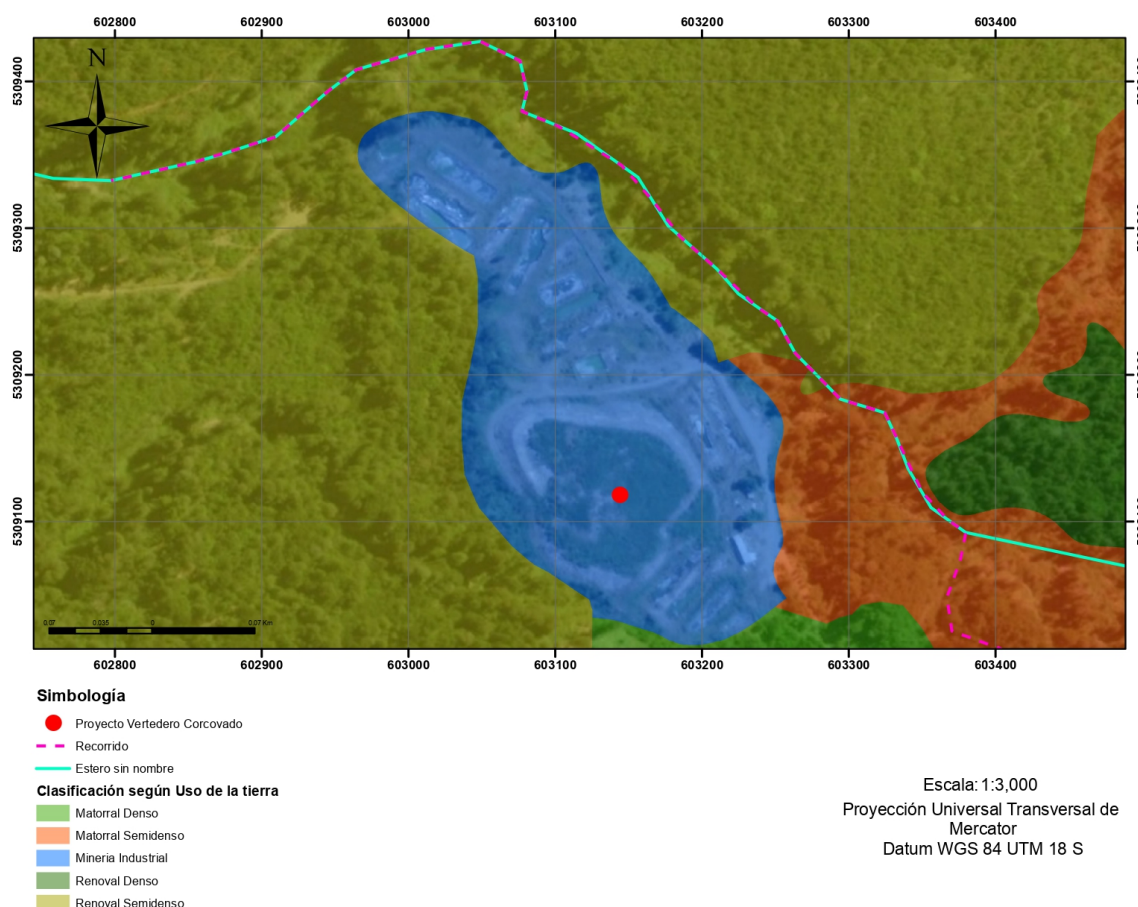 602800 602900 603000 603100 603200 603300 603400
N
5309400
5309300
5309200
5309100
0.07 0.035 0 0.07 Km
602800 602900 603000 603100 603200 603300 603400
Simbología
Proyecto Vertedero Corcovado
Recorrido
Estero sin nombre
Clasificación según Uso de la tierra
Matorral Denso
Matorral Semidenso
Mineria Industrial
Renoval Denso
Renoval Semidenso
Escala: 1:3,000
Proyección Universal Transversal de
Mercator
Datum WGS 84 UTM 18 S